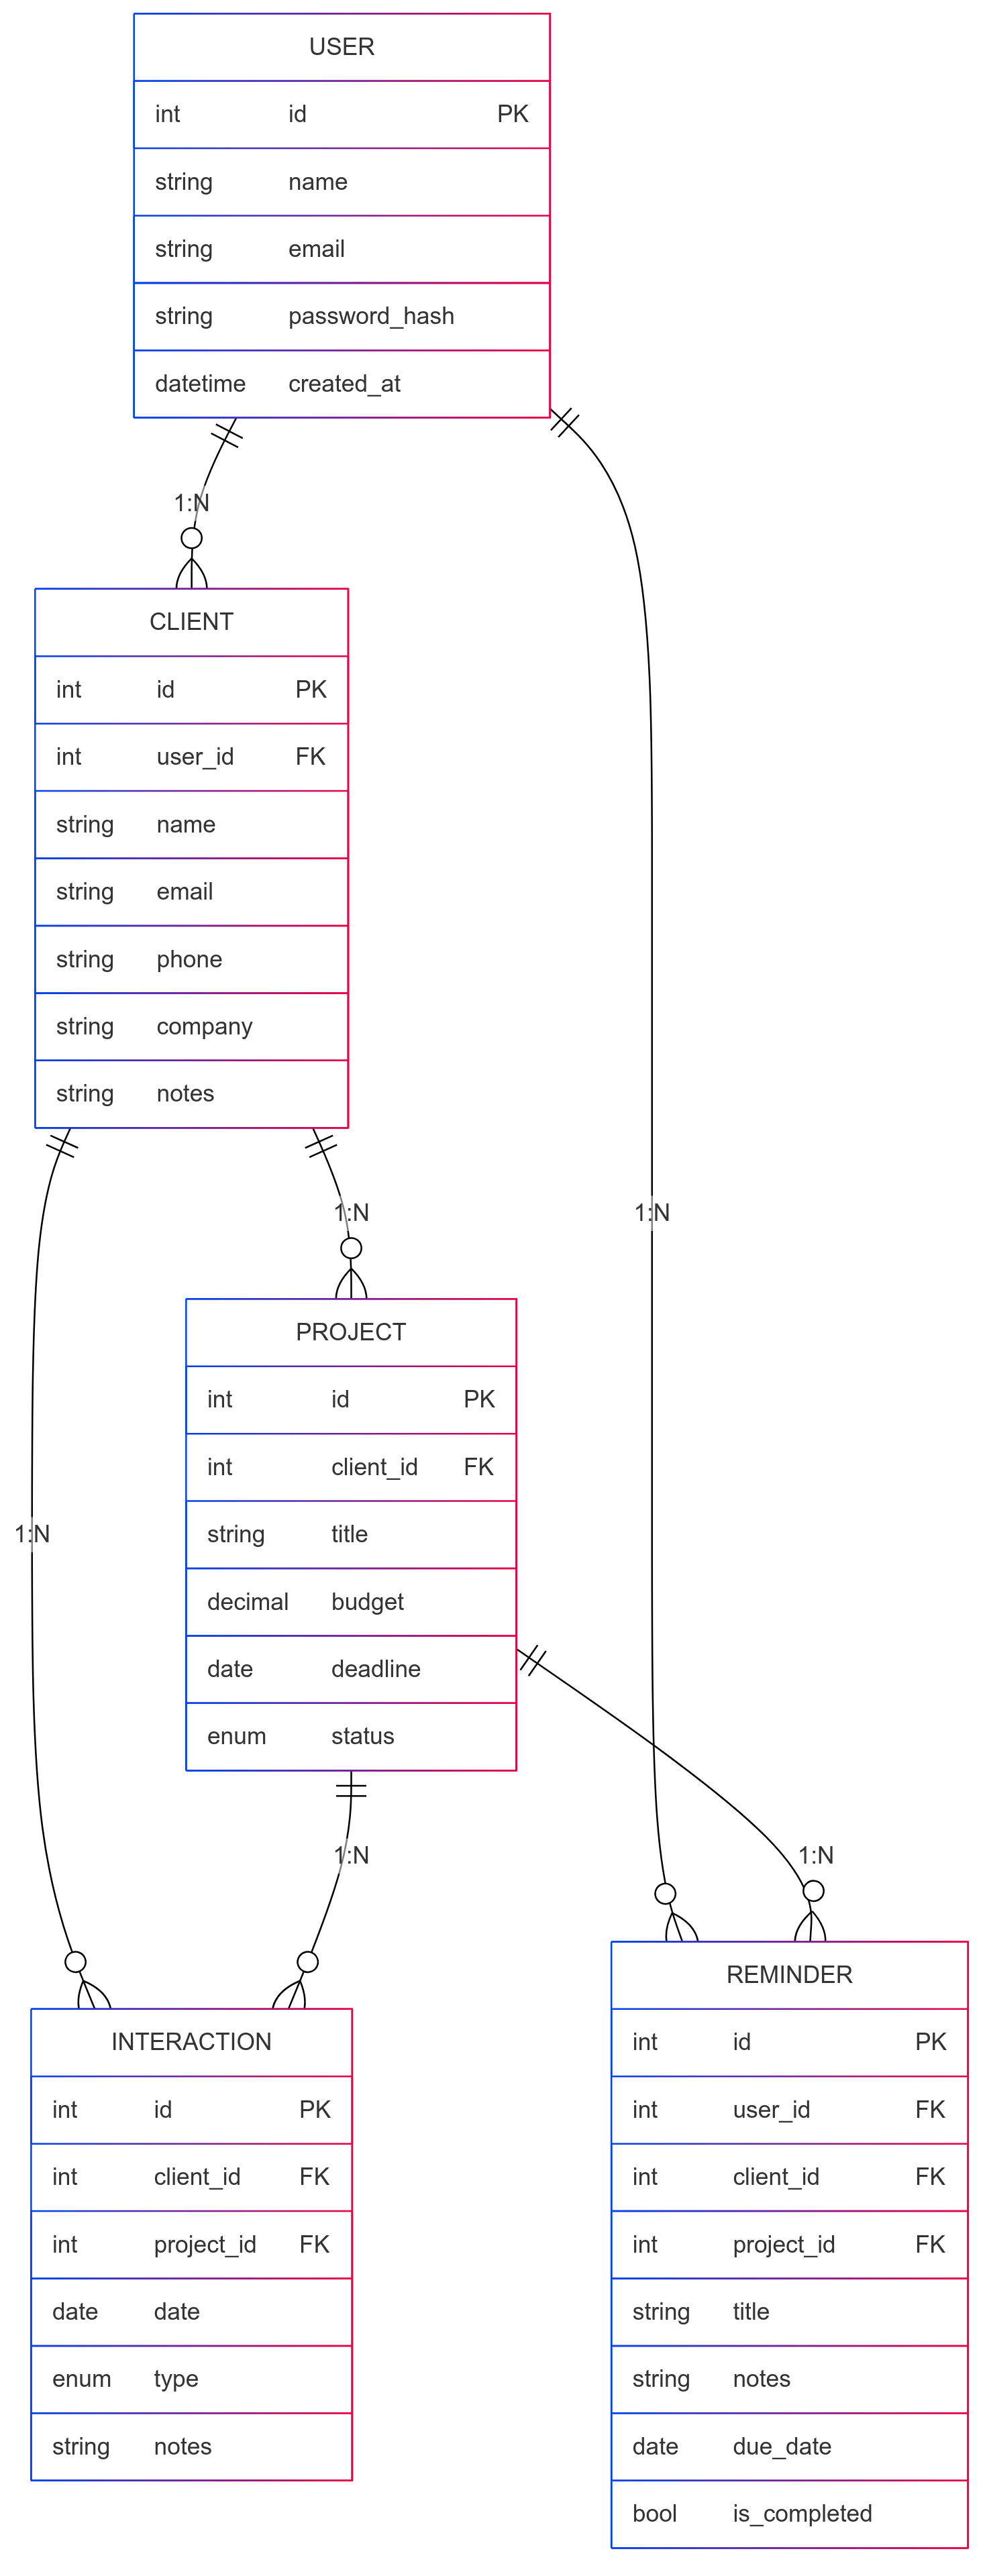 USER
int id PK
string name
string email
string password_hash
datetime created_at
1:N
CLIENT
int id PK
int user_id FK
string name
string email
string phone
string company
string notes
1:N
1:N
PROJECT
int id PK
int client_id FK
string title
decimal budget
date deadline
enum status
1:N
1:N
1:N
INTERACTION
int id PK
int client_id FK
int project_id FK
date date
enum type
string notes
REMINDER
int id PK
int user_id FK
int client_id FK
int project_id FK
string title
string notes
date due_date
bool is_completed